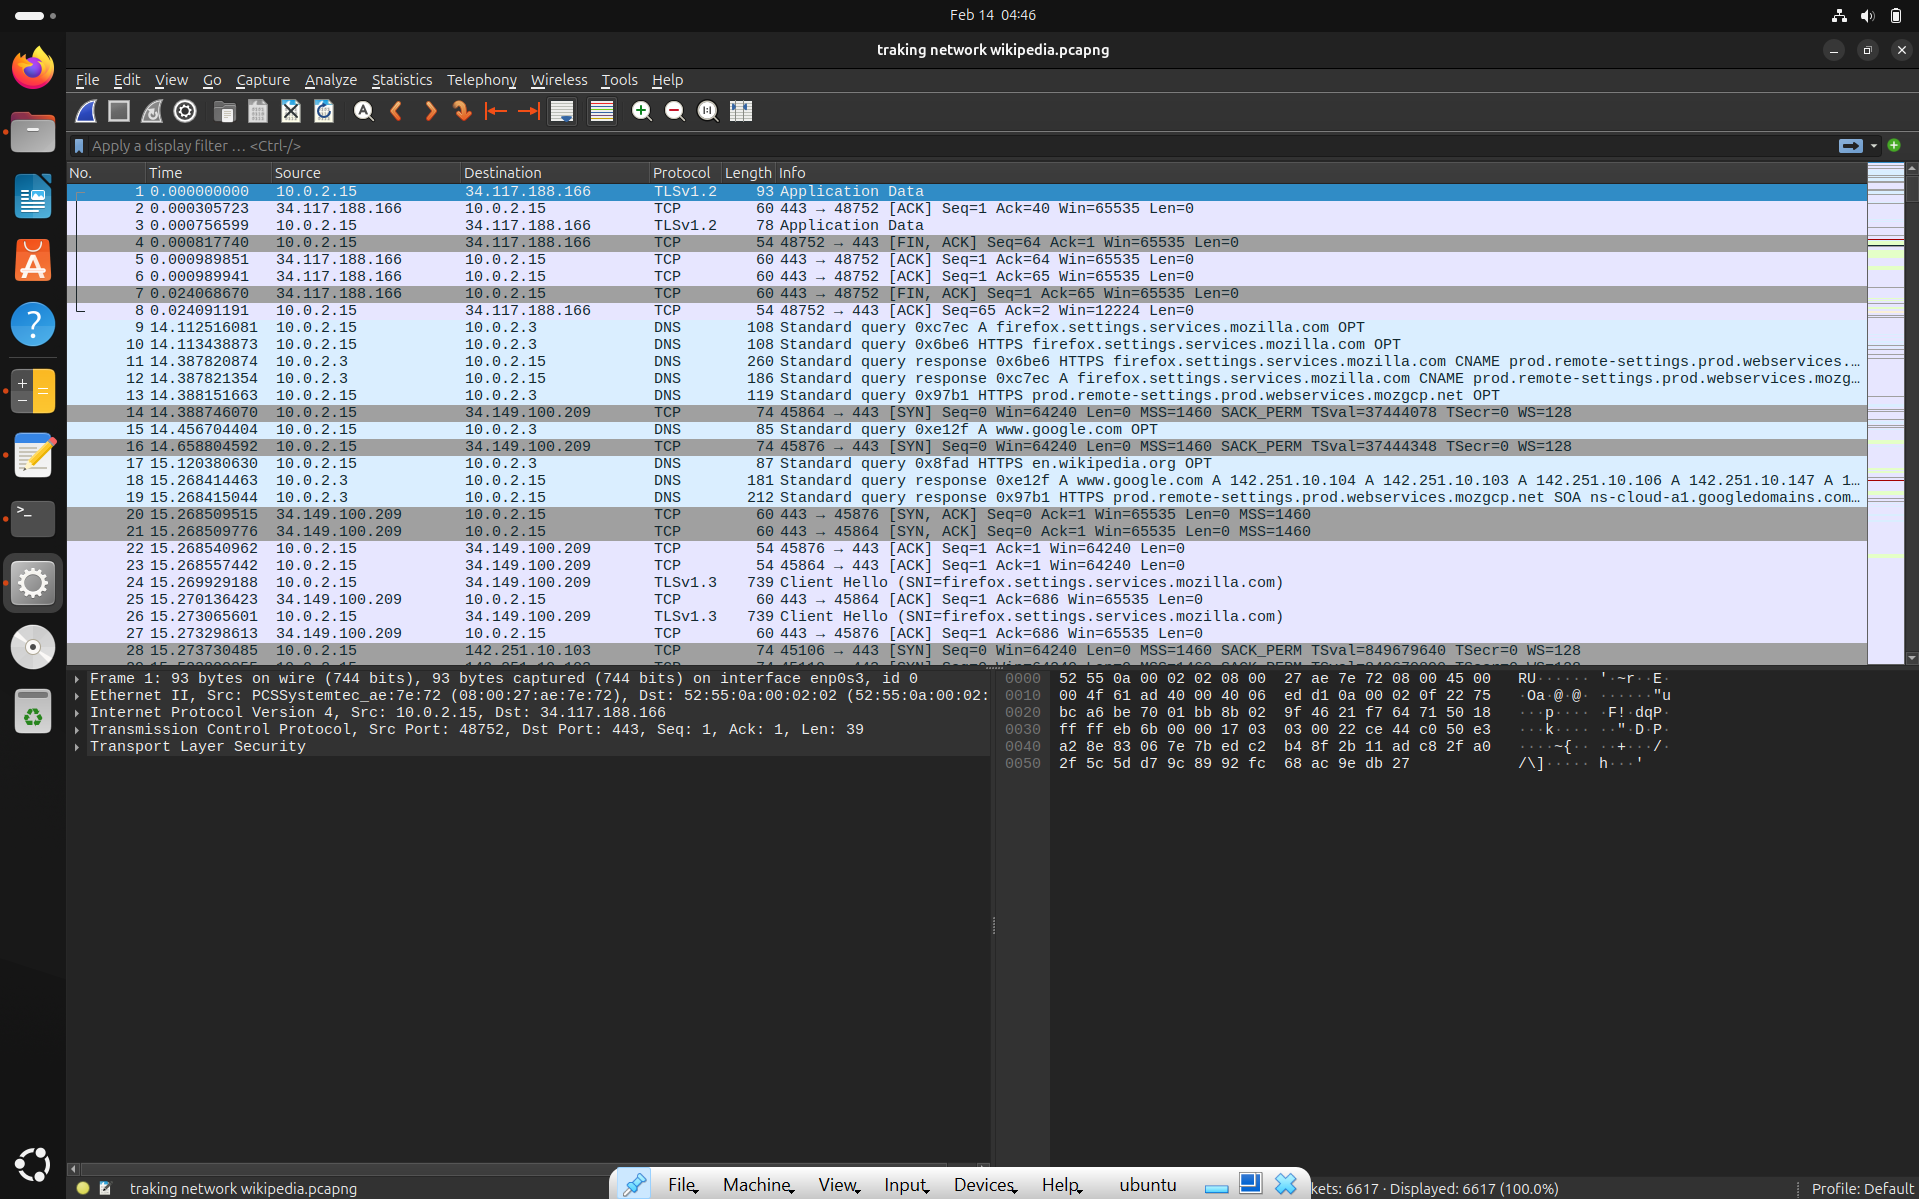 Feb 14 04:46
traking network wikipedia.pcapng
File Edit View Go Capture Analyze Statistics Telephony Wireless Tools Help
Apply a display filter … <Ctrl-/>
No. Time Source Destination Protocol Length Info
1 0.000000000 10.0.2.15 34.117.188.166 TLSv1.2 93 Application Data
2 0.000305723 34.117.188.166 10.0.2.15 TCP 60 443 → 48752 [ACK] Seq=1 Ack=40 Win=65535 Len=0
3 0.000756599 10.0.2.15 34.117.188.166 TLSv1.2 78 Application Data
4 0.000817740 10.0.2.15 34.117.188.166 TCP 54 48752 → 443 [FIN, ACK] Seq=64 Ack=1 Win=65535 Len=0
5 0.000989851 34.117.188.166 10.0.2.15 TCP 60 443 → 48752 [ACK] Seq=1 Ack=64 Win=65535 Len=0
6 0.000989941 34.117.188.166 10.0.2.15 TCP 60 443 → 48752 [ACK] Seq=1 Ack=65 Win=65535 Len=0
7 0.024068670 34.117.188.166 10.0.2.15 TCP 60 443 → 48752 [FIN, ACK] Seq=1 Ack=65 Win=65535 Len=0
8 0.024091191 10.0.2.15 34.117.188.166 TCP 54 48752 → 443 [ACK] Seq=65 Ack=2 Win=12224 Len=0
9 14.112516081 10.0.2.15 10.0.2.3 DNS 108 Standard query 0xc7ec A firefox.settings.services.mozilla.com OPT
10 14.113438873 10.0.2.15 10.0.2.3 DNS 108 Standard query 0x6be6 HTTPS firefox.settings.services.mozilla.com OPT
11 14.387820874 10.0.2.3 10.0.2.15 DNS 260 Standard query response 0x6be6 HTTPS firefox.settings.services.mozilla.com CNAME prod.remote-settings.prod.webservices.…
12 14.387821354 10.0.2.3 10.0.2.15 DNS 186 Standard query response 0xc7ec A firefox.settings.services.mozilla.com CNAME prod.remote-settings.prod.webservices.mozg…
13 14.388151663 10.0.2.15 10.0.2.3 DNS 119 Standard query 0x97b1 HTTPS prod.remote-settings.prod.webservices.mozgcp.net OPT
14 14.388746070 10.0.2.15 34.149.100.209 TCP 74 45864 → 443 [SYN] Seq=0 Win=64240 Len=0 MSS=1460 SACK_PERM TSval=37444078 TSecr=0 WS=128
15 14.456704404 10.0.2.15 10.0.2.3 DNS 85 Standard query 0xe12f A www.google.com OPT
16 14.658804592 10.0.2.15 34.149.100.209 TCP 74 45876 → 443 [SYN] Seq=0 Win=64240 Len=0 MSS=1460 SACK_PERM TSval=37444348 TSecr=0 WS=128
17 15.120380630 10.0.2.15 10.0.2.3 DNS 87 Standard query 0x8fad HTTPS en.wikipedia.org OPT
18 15.268414463 10.0.2.3 10.0.2.15 DNS 181 Standard query response 0xe12f A www.google.com A 142.251.10.104 A 142.251.10.103 A 142.251.10.106 A 142.251.10.147 A 1…
19 15.268415044 10.0.2.3 10.0.2.15 DNS 212 Standard query response 0x97b1 HTTPS prod.remote-settings.prod.webservices.mozgcp.net SOA ns-cloud-a1.googledomains.com…
20 15.268509515 34.149.100.209 10.0.2.15 TCP 60 443 → 45876 [SYN, ACK] Seq=0 Ack=1 Win=65535 Len=0 MSS=1460
21 15.268509776 34.149.100.209 10.0.2.15 TCP 60 443 → 45864 [SYN, ACK] Seq=0 Ack=1 Win=65535 Len=0 MSS=1460
22 15.268540962 10.0.2.15 34.149.100.209 TCP 54 45876 → 443 [ACK] Seq=1 Ack=1 Win=64240 Len=0
23 15.268557442 10.0.2.15 34.149.100.209 TCP 54 45864 → 443 [ACK] Seq=1 Ack=1 Win=64240 Len=0
24 15.269929188 10.0.2.15 34.149.100.209 TLSv1.3 739 Client Hello (SNI=firefox.settings.services.mozilla.com)
25 15.270136423 34.149.100.209 10.0.2.15 TCP 60 443 → 45864 [ACK] Seq=1 Ack=686 Win=65535 Len=0
26 15.273065601 10.0.2.15 34.149.100.209 TLSv1.3 739 Client Hello (SNI=firefox.settings.services.mozilla.com)
27 15.273298613 34.149.100.209 10.0.2.15 TCP 60 443 → 45876 [ACK] Seq=1 Ack=686 Win=65535 Len=0
28 15.273730485 10.0.2.15 142.251.10.103 TCP 74 45106 → 443 [SYN] Seq=0 Win=64240 Len=0 MSS=1460 SACK_PERM TSval=849679640 TSecr=0 WS=128
Frame 1: 93 bytes on wire (744 bits), 93 bytes captured (744 bits) on interface enp0s3, id 0
Ethernet II, Src: PCSSystemtec_ae:7e:72 (08:00:27:ae:7e:72), Dst: 52:55:0a:00:02:02 (52:55:0a:00:02:
Internet Protocol Version 4, Src: 10.0.2.15, Dst: 34.117.188.166
Transmission Control Protocol, Src Port: 48752, Dst Port: 443, Seq: 1, Ack: 1, Len: 39
Transport Layer Security
0000 52 55 0a 00 02 02 08 00 27 ae 7e 72 08 00 45 00 RU······ '·~r··E·
0010 00 4f 61 ad 40 00 40 06 ed d1 0a 00 02 0f 22 75 ·Oa·@·@· ······"u
0020 bc a6 be 70 01 bb 8b 02 9f 46 21 f7 64 71 50 18 ···p···· ·F!·dqP·
0030 ff ff eb 6b 00 00 17 03 03 00 22 ce 44 c0 50 e3 ···k···· ··"·D·P·
0040 a2 8e 83 06 7e 7b ed c2 b4 8f 2b 11 ad c8 2f a0 ····~{·· ··+···/·
0050 2f 5c 5d d7 9c 89 92 fc 68 ac 9e db 27 /\]····· h···'
traking network wikipedia.pcapng
File Machine View Input Devices Help ubuntu
kets: 6617 · Displayed: 6617 (100.0%)
Profile: Default